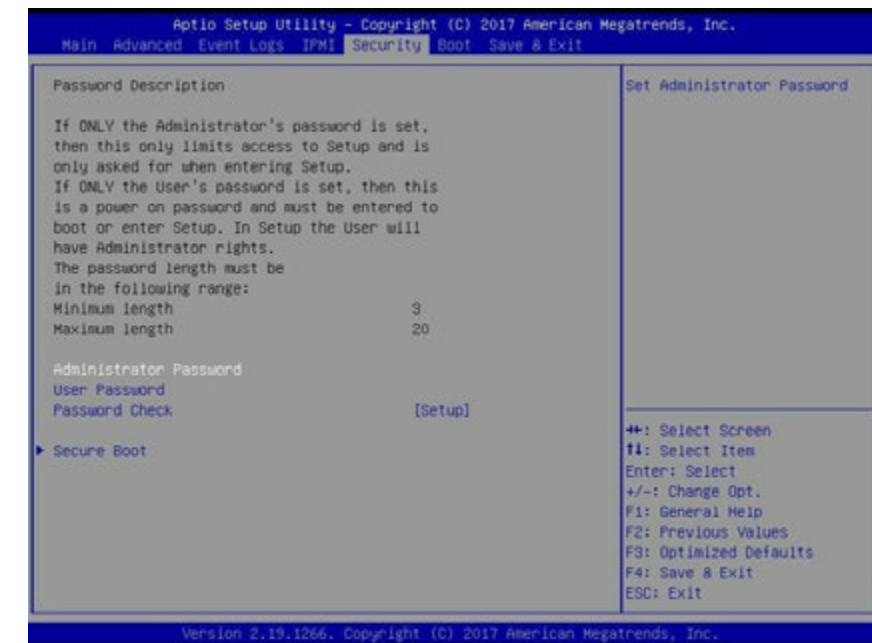 Aptio Setup Utility – Copyright (C) 2017 American Megatrends, Inc.
Main Advanced Event Logs IPMI Security Boot Save & Exit
Password Description
If ONLY the Administrator's password is set,
then this only limits access to Setup and is
only asked for when entering Setup.
If ONLY the User's password is set, then this
is a power on password and must be entered to
boot or enter Setup. In Setup the User will
have Administrator rights.
The password length must be
in the following range:
Minimum length 3
Maximum length 20
Administrator Password
User Password
Password Check [Setup]
▶ Secure Boot
Set Administrator Password
→←: Select Screen
↑↓: Select Item
Enter: Select
+/-: Change Opt.
F1: General Help
F2: Previous Values
F3: Optimized Defaults
F4: Save & Exit
ESC: Exit
Version 2.19.1266. Copyright (C) 2017 American Megatrends, Inc.